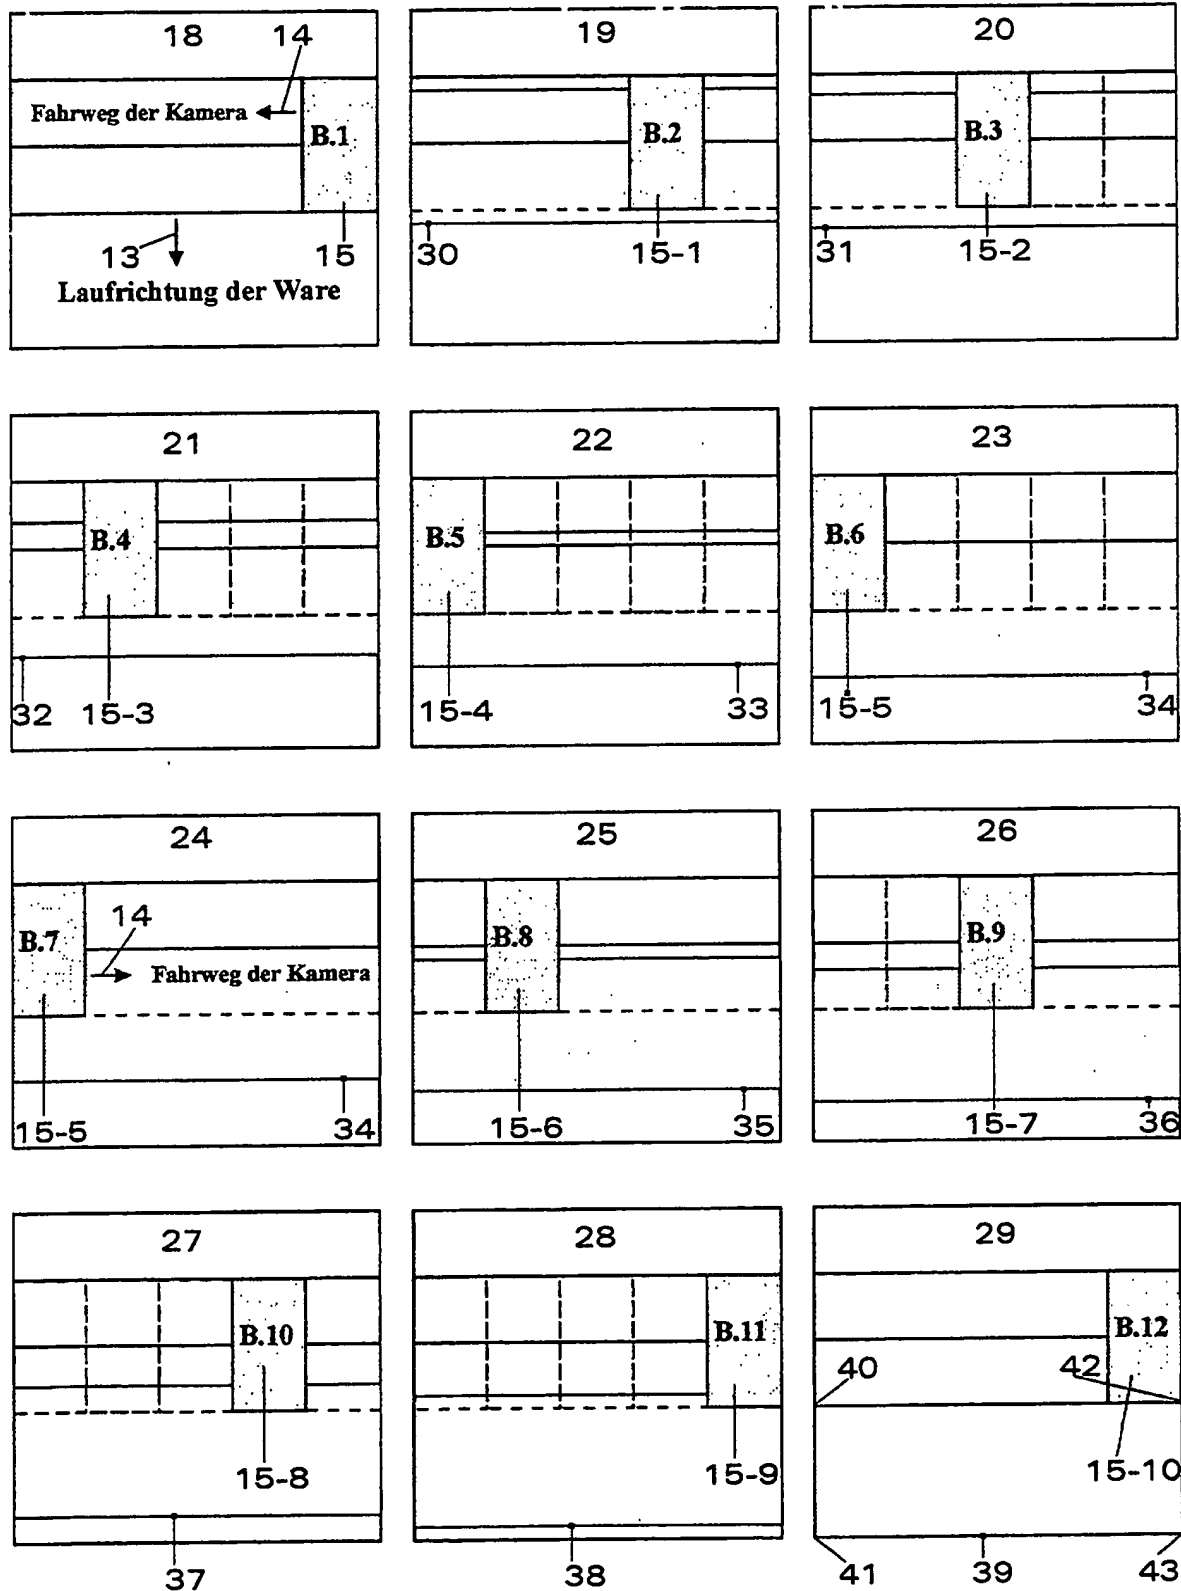 18 14
Fahrweg der Kamera
B.1
13 15
Laufrichtung der Ware
19
B.2
30 15-1
20
B.3
31 15-2
21
B.4
32 15-3
22
B.5
15-4 33
23
B.6
15-5 34
24
B.7 14
Fahrweg der Kamera
15-5 34
25
B.8
15-6 35
26
B.9
15-7 36
27
B.10
15-8
37
28
B.11
15-9
38
29
B.12
40 42
15-10
41 39 43